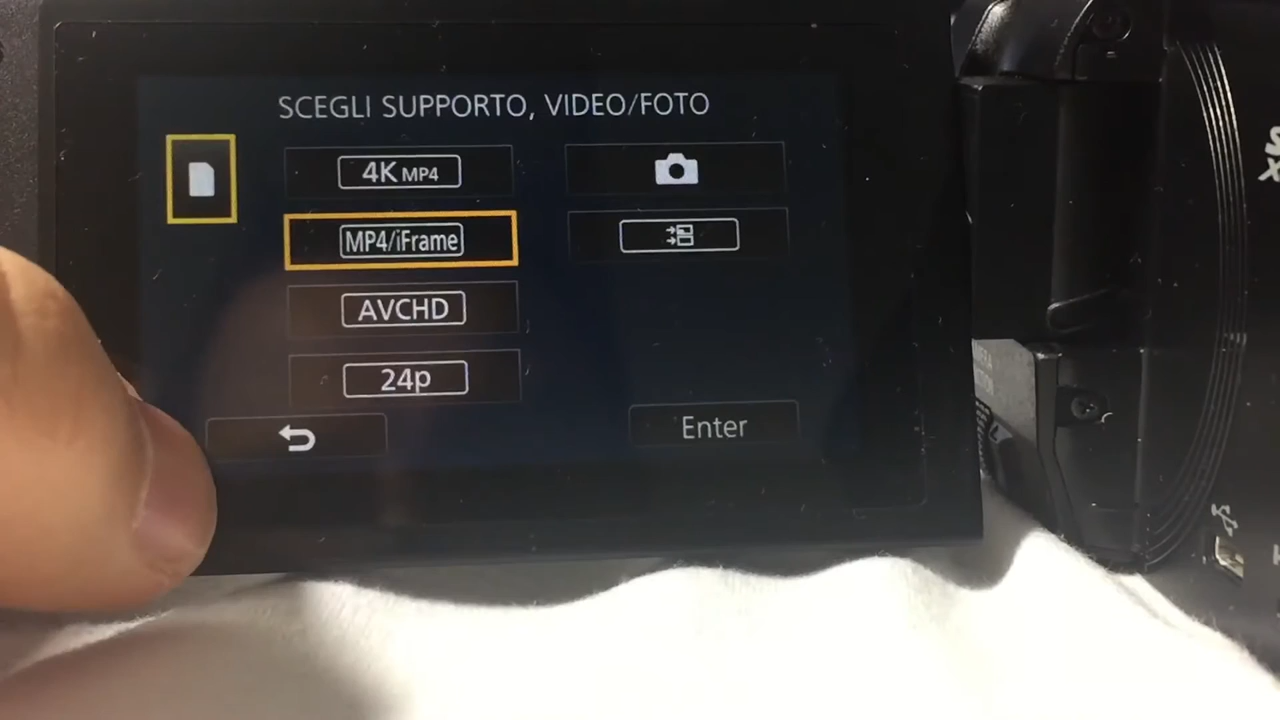 SCEGLI SUPPORTO, VIDEO/FOTO
4K MP4
MP4/iFrame
AVCHD
24p
Enter